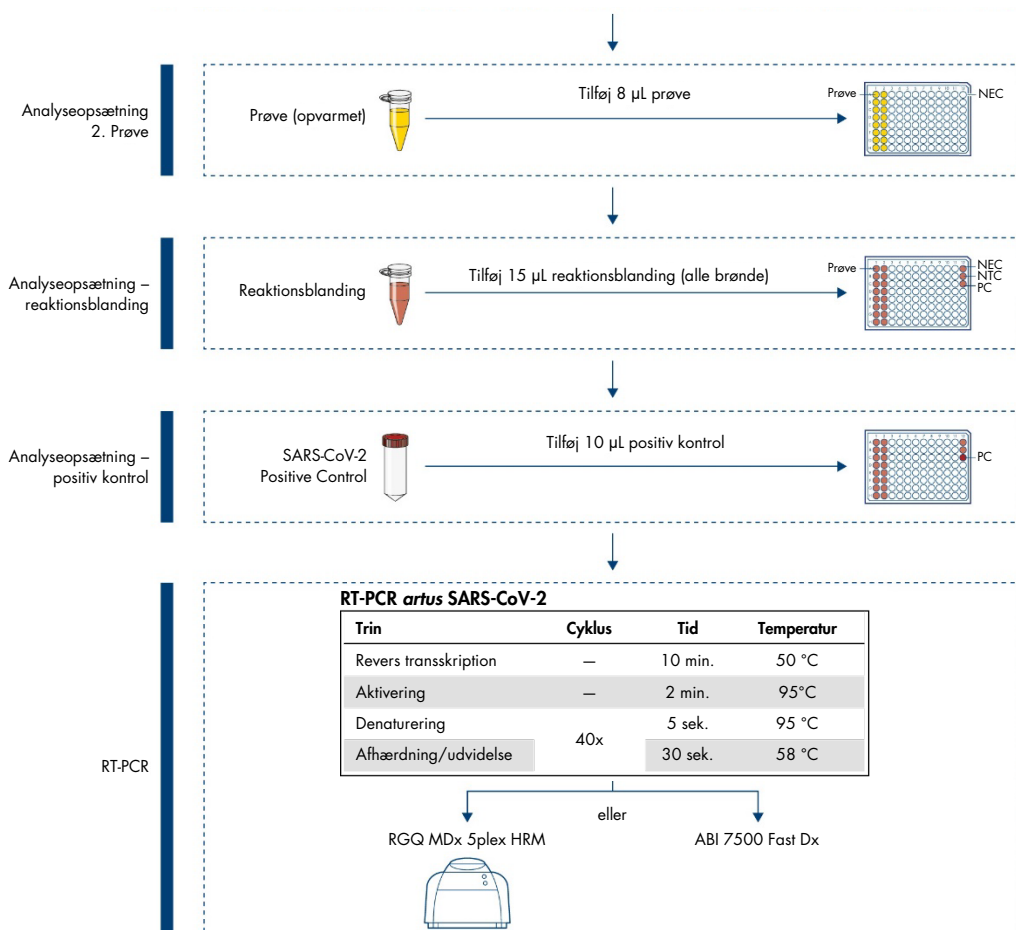 Analyseopsætning
2. Prøve
Prøve (opvarmet)
Tilføj 8 µL prøve
Prøve
NEC
Analyseopsætning –
reaktionsblanding
Reaktionsblanding
Tilføj 15 µL reaktionsblanding (alle brønde)
Prøve
NEC
NTC
PC
Analyseopsætning –
positiv kontrol
SARS-CoV-2
Positive Control
Tilføj 10 µL positiv kontrol
PC
RT-PCR
RT-PCR artus SARS-CoV-2
Trin Cyklus Tid Temperatur
Revers transskription — 10 min. 50 °C
Aktivering — 2 min. 95°C
Denaturering 5 sek. 95 °C
40x
Afhærdning/udvidelse 30 sek. 58 °C
eller
RGQ MDx 5plex HRM
ABI 7500 Fast Dx